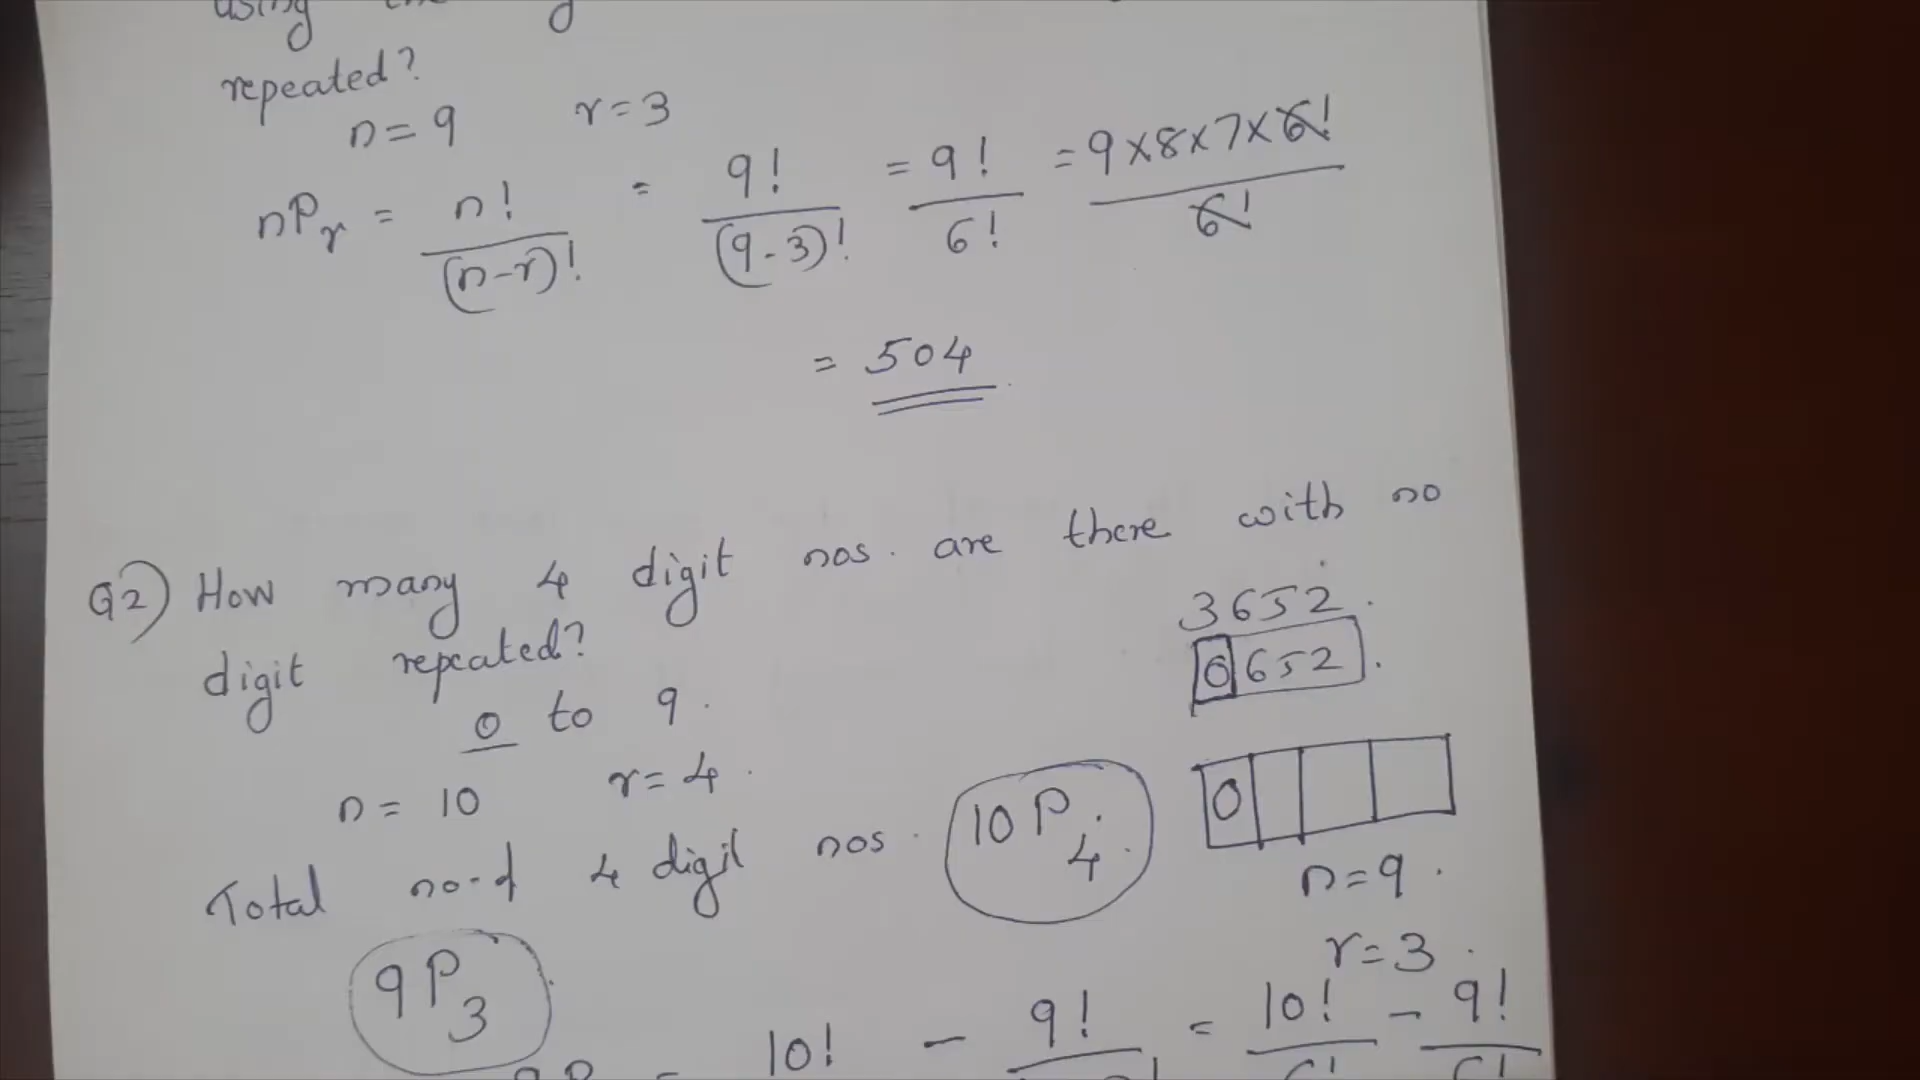 using
repeated?
n = 9 r = 3
nPr = n! / (n-r)! = 9! / (9-3)! = 9! / 6! = 9×8×7×6! / 6!
= 504
Q2) How many 4 digit nos. are there with no
digit repeated?
3652.
0652.
0 to 9.
n = 10 r = 4.
0
Total no. of 4 digit nos. 10P4.
n = 9.
r = 3.
9P3
10! - 9! = 10! - 9!